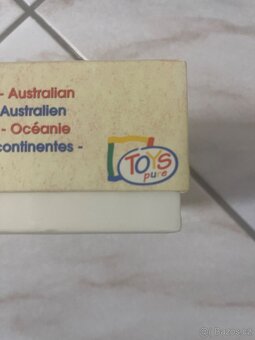 - Australian
Australien
- Océanie
continentes -
TOYS
pure